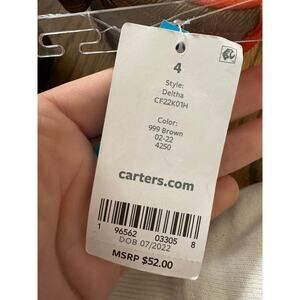 4
Style:
Deltha
CF22K01H
Color:
999 Brown
02-22
4250
carters.com
1 96562 03305 8
DOB 07/2022
MSRP $52.00